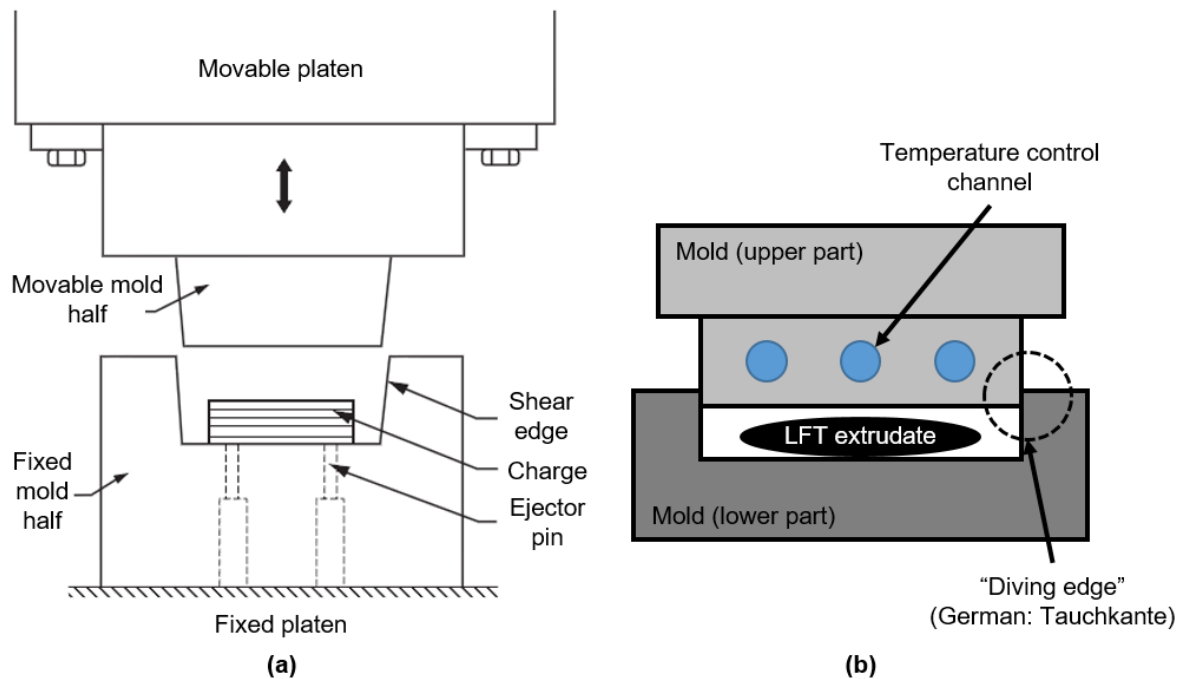 Movable platen
Movable mold
half
Shear
edge
Charge
Ejector
pin
Fixed
mold
half
Fixed platen
(a)
Temperature control
channel
Mold (upper part)
LFT extrudate
Mold (lower part)
“Diving edge”
(German: Tauchkante)
(b)